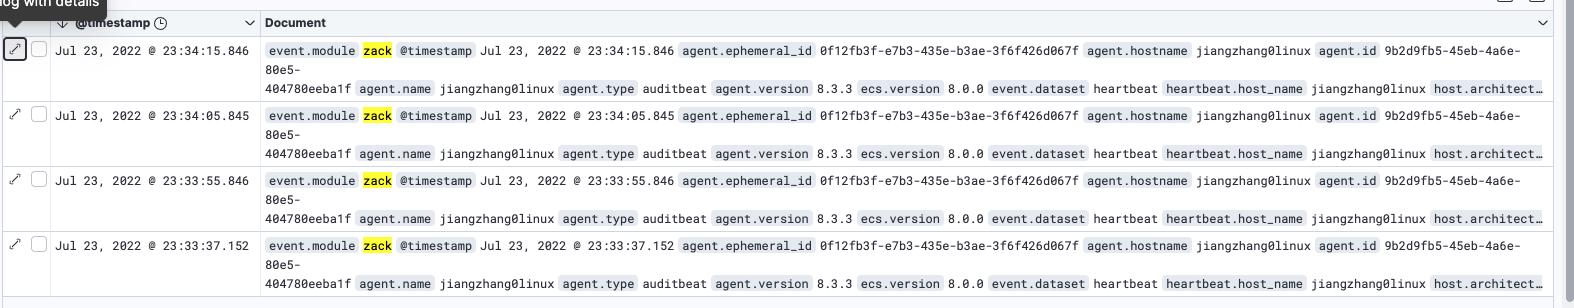 log with details
@timestamp Document
Jul 23, 2022 @ 23:34:15.846 event.module zack @timestamp Jul 23, 2022 @ 23:34:15.846 agent.ephemeral_id 0f12fb3f-e7b3-435e-b3ae-3f6f426d067f agent.hostname jiangzhang0linux agent.id 9b2d9fb5-45eb-4a6e-
80e5-
404780eeba1f agent.name jiangzhang0linux agent.type auditbeat agent.version 8.3.3 ecs.version 8.0.0 event.dataset heartbeat heartbeat.host_name jiangzhang0linux host.architect…
Jul 23, 2022 @ 23:34:05.845 event.module zack @timestamp Jul 23, 2022 @ 23:34:05.845 agent.ephemeral_id 0f12fb3f-e7b3-435e-b3ae-3f6f426d067f agent.hostname jiangzhang0linux agent.id 9b2d9fb5-45eb-4a6e-
80e5-
404780eeba1f agent.name jiangzhang0linux agent.type auditbeat agent.version 8.3.3 ecs.version 8.0.0 event.dataset heartbeat heartbeat.host_name jiangzhang0linux host.architect…
Jul 23, 2022 @ 23:33:55.846 event.module zack @timestamp Jul 23, 2022 @ 23:33:55.846 agent.ephemeral_id 0f12fb3f-e7b3-435e-b3ae-3f6f426d067f agent.hostname jiangzhang0linux agent.id 9b2d9fb5-45eb-4a6e-
80e5-
404780eeba1f agent.name jiangzhang0linux agent.type auditbeat agent.version 8.3.3 ecs.version 8.0.0 event.dataset heartbeat heartbeat.host_name jiangzhang0linux host.architect…
Jul 23, 2022 @ 23:33:37.152 event.module zack @timestamp Jul 23, 2022 @ 23:33:37.152 agent.ephemeral_id 0f12fb3f-e7b3-435e-b3ae-3f6f426d067f agent.hostname jiangzhang0linux agent.id 9b2d9fb5-45eb-4a6e-
80e5-
404780eeba1f agent.name jiangzhang0linux agent.type auditbeat agent.version 8.3.3 ecs.version 8.0.0 event.dataset heartbeat heartbeat.host_name jiangzhang0linux host.architect…